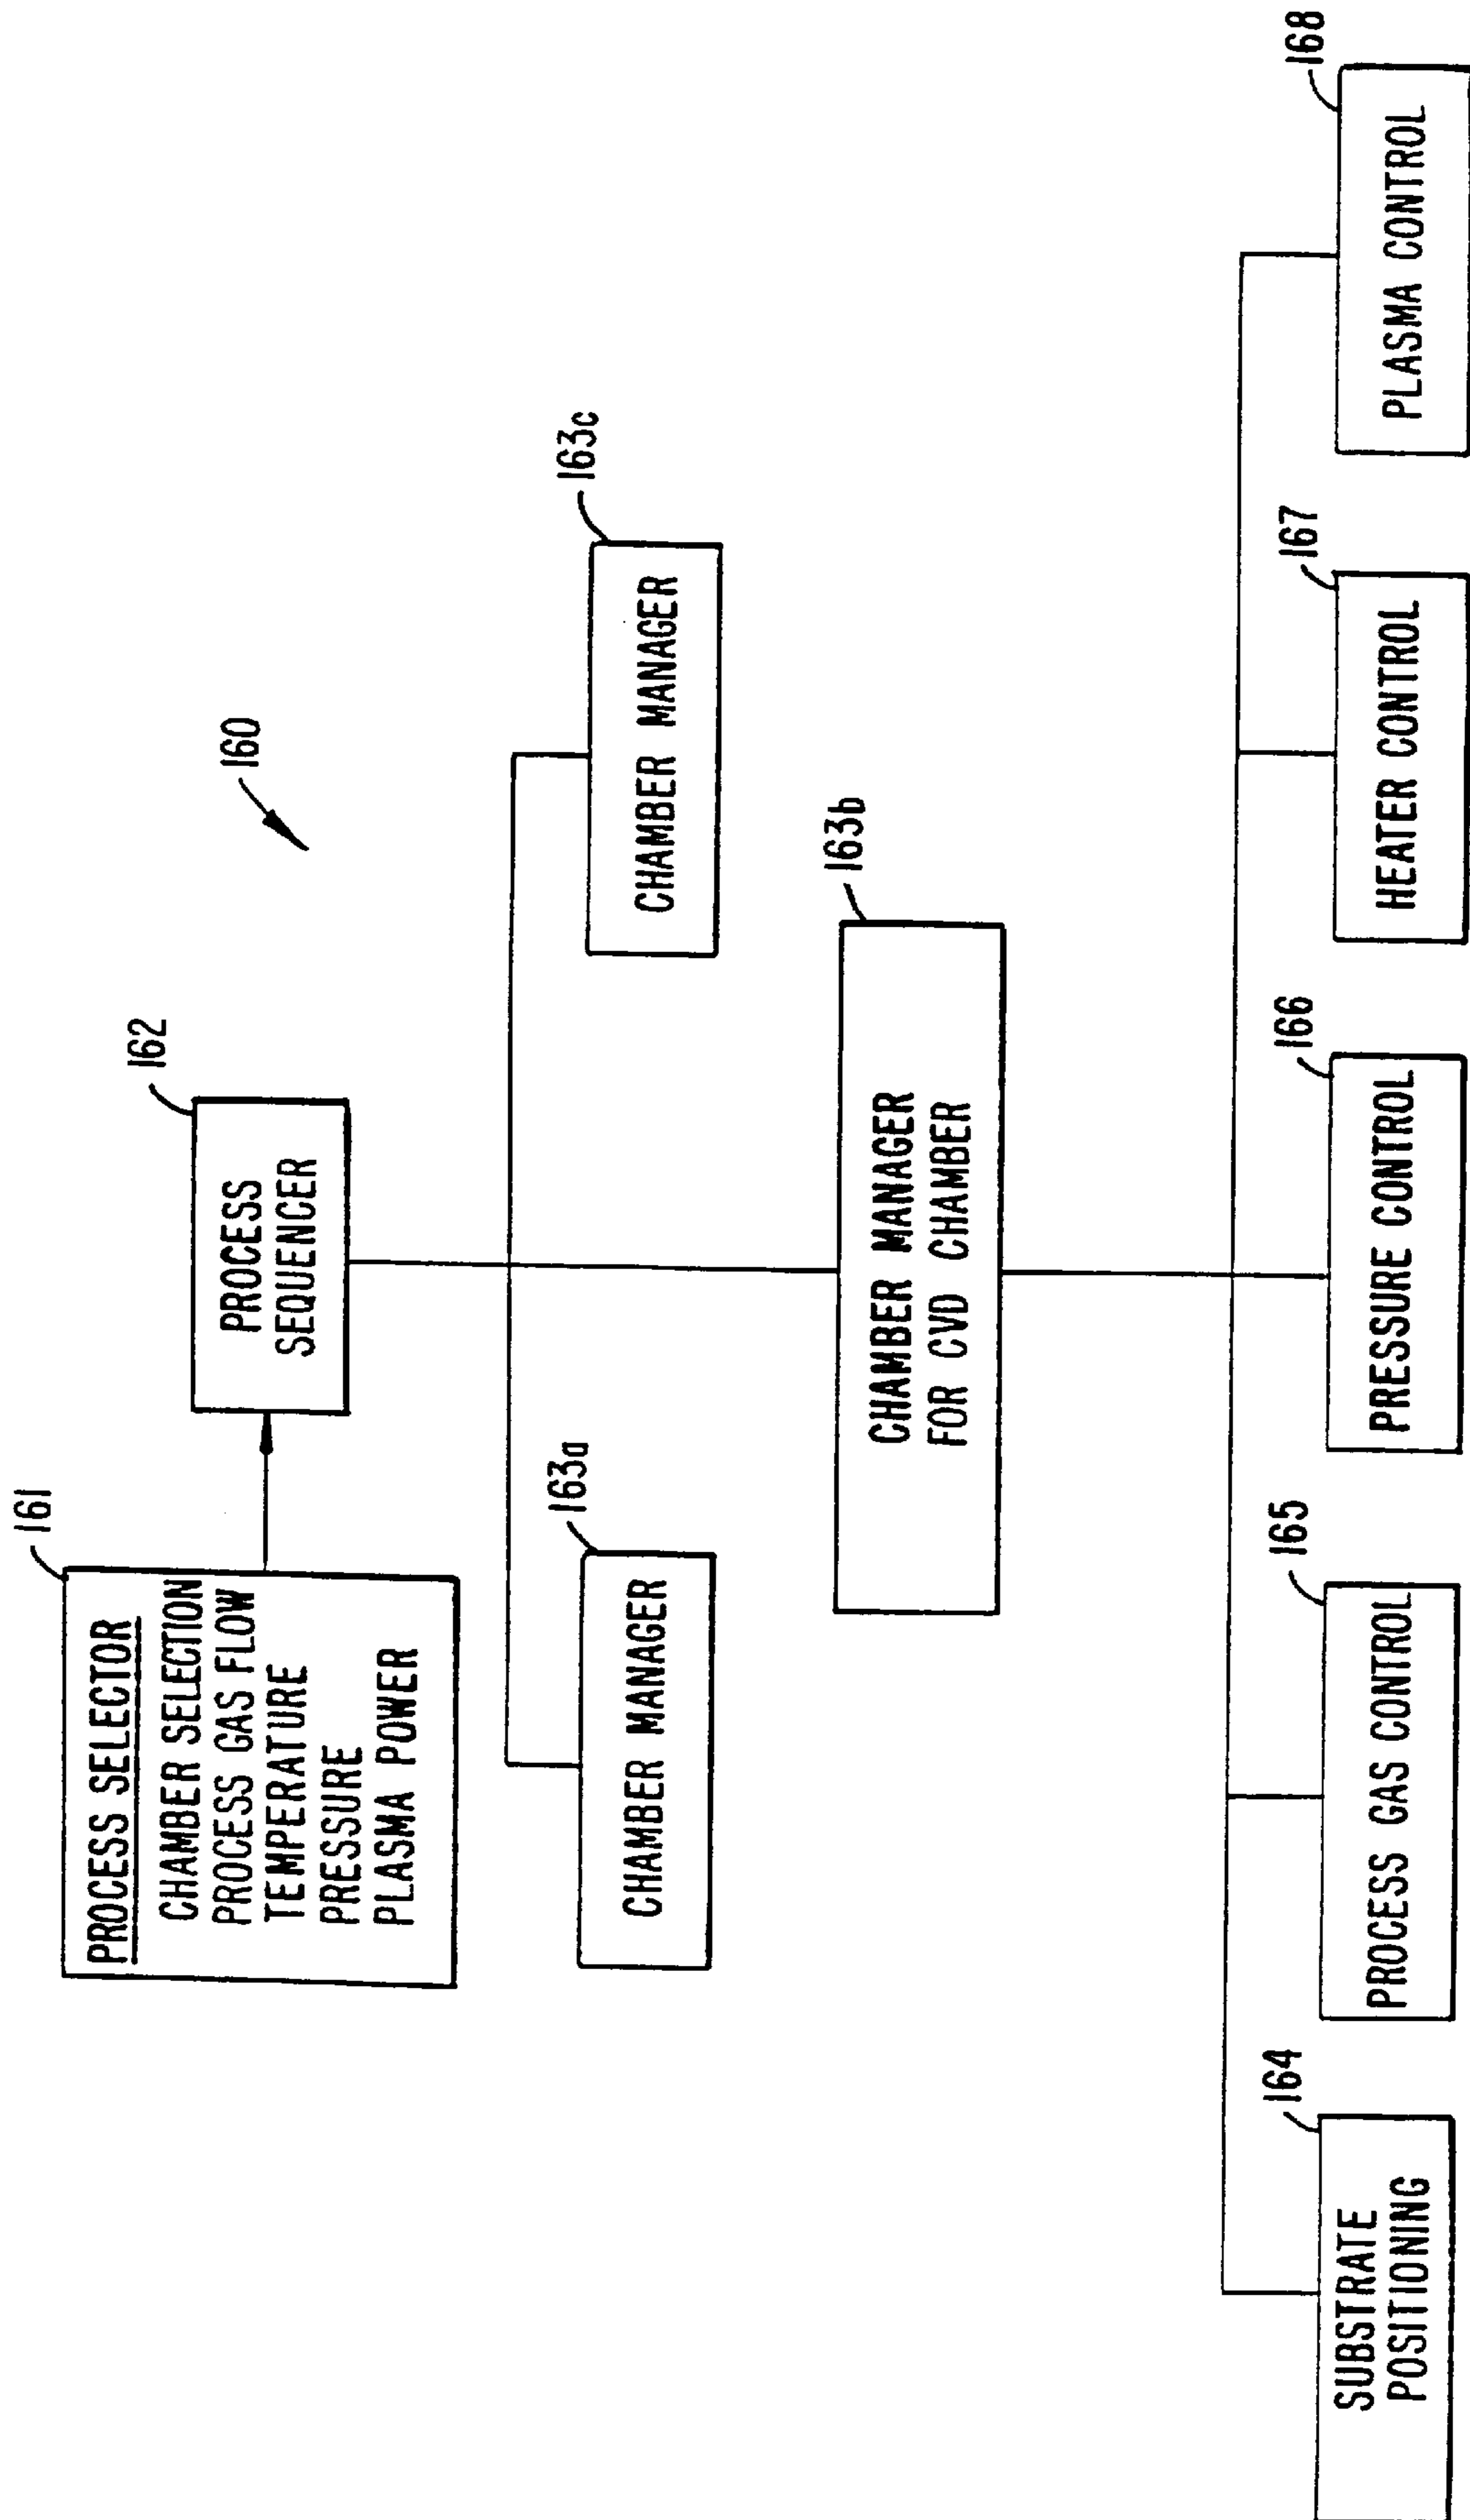 160
161
PROCESS SELECTOR
CHAMBER SELECTION
PROCESS GAS FLOW
TEMPERATURE
PRESSURE
PLASMA POWER
162
PROCESS
SEQUENCER
163a
CHAMBER MANAGER
163c
CHAMBER MANAGER
163b
CHAMBER MANAGER
FOR CVD CHAMBER
164
SUBSTRATE
POSITIONING
165
PROCESS GAS CONTROL
166
PRESSURE CONTROL
167
HEATER CONTROL
168
PLASMA CONTROL